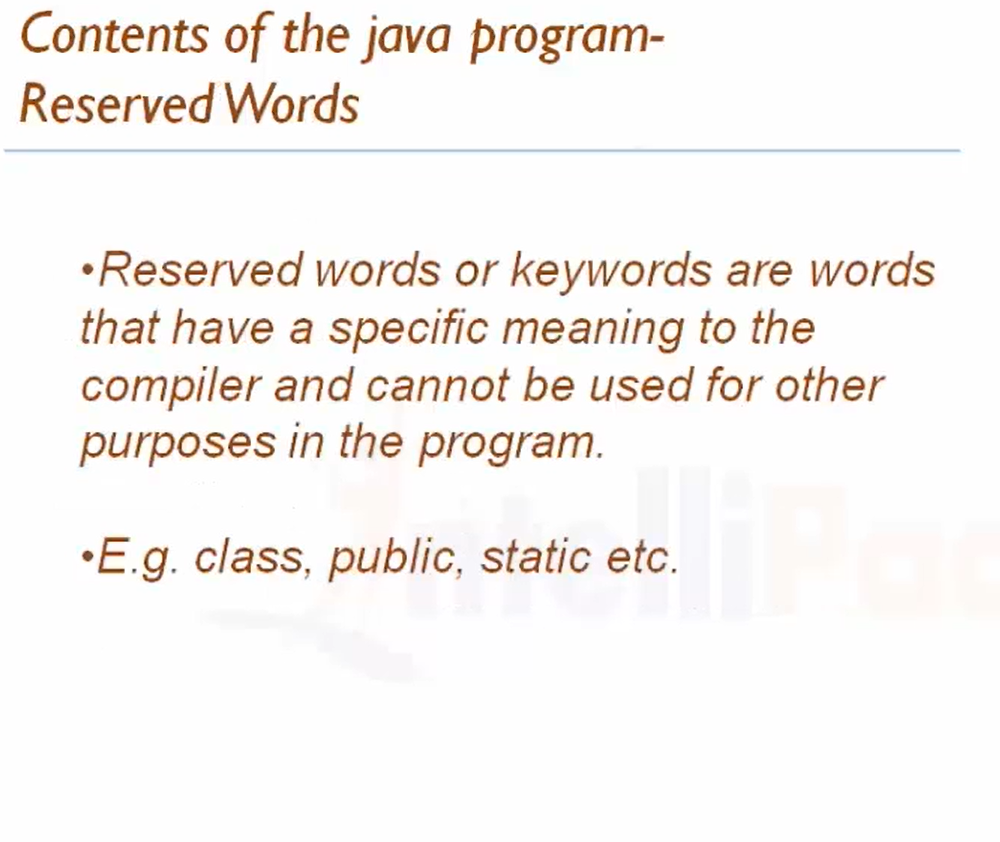 Contents of the java program-
Reserved Words
•Reserved words or keywords are words
that have a specific meaning to the
compiler and cannot be used for other
purposes in the program.
•E.g. class, public, static etc.
IntelliPaa